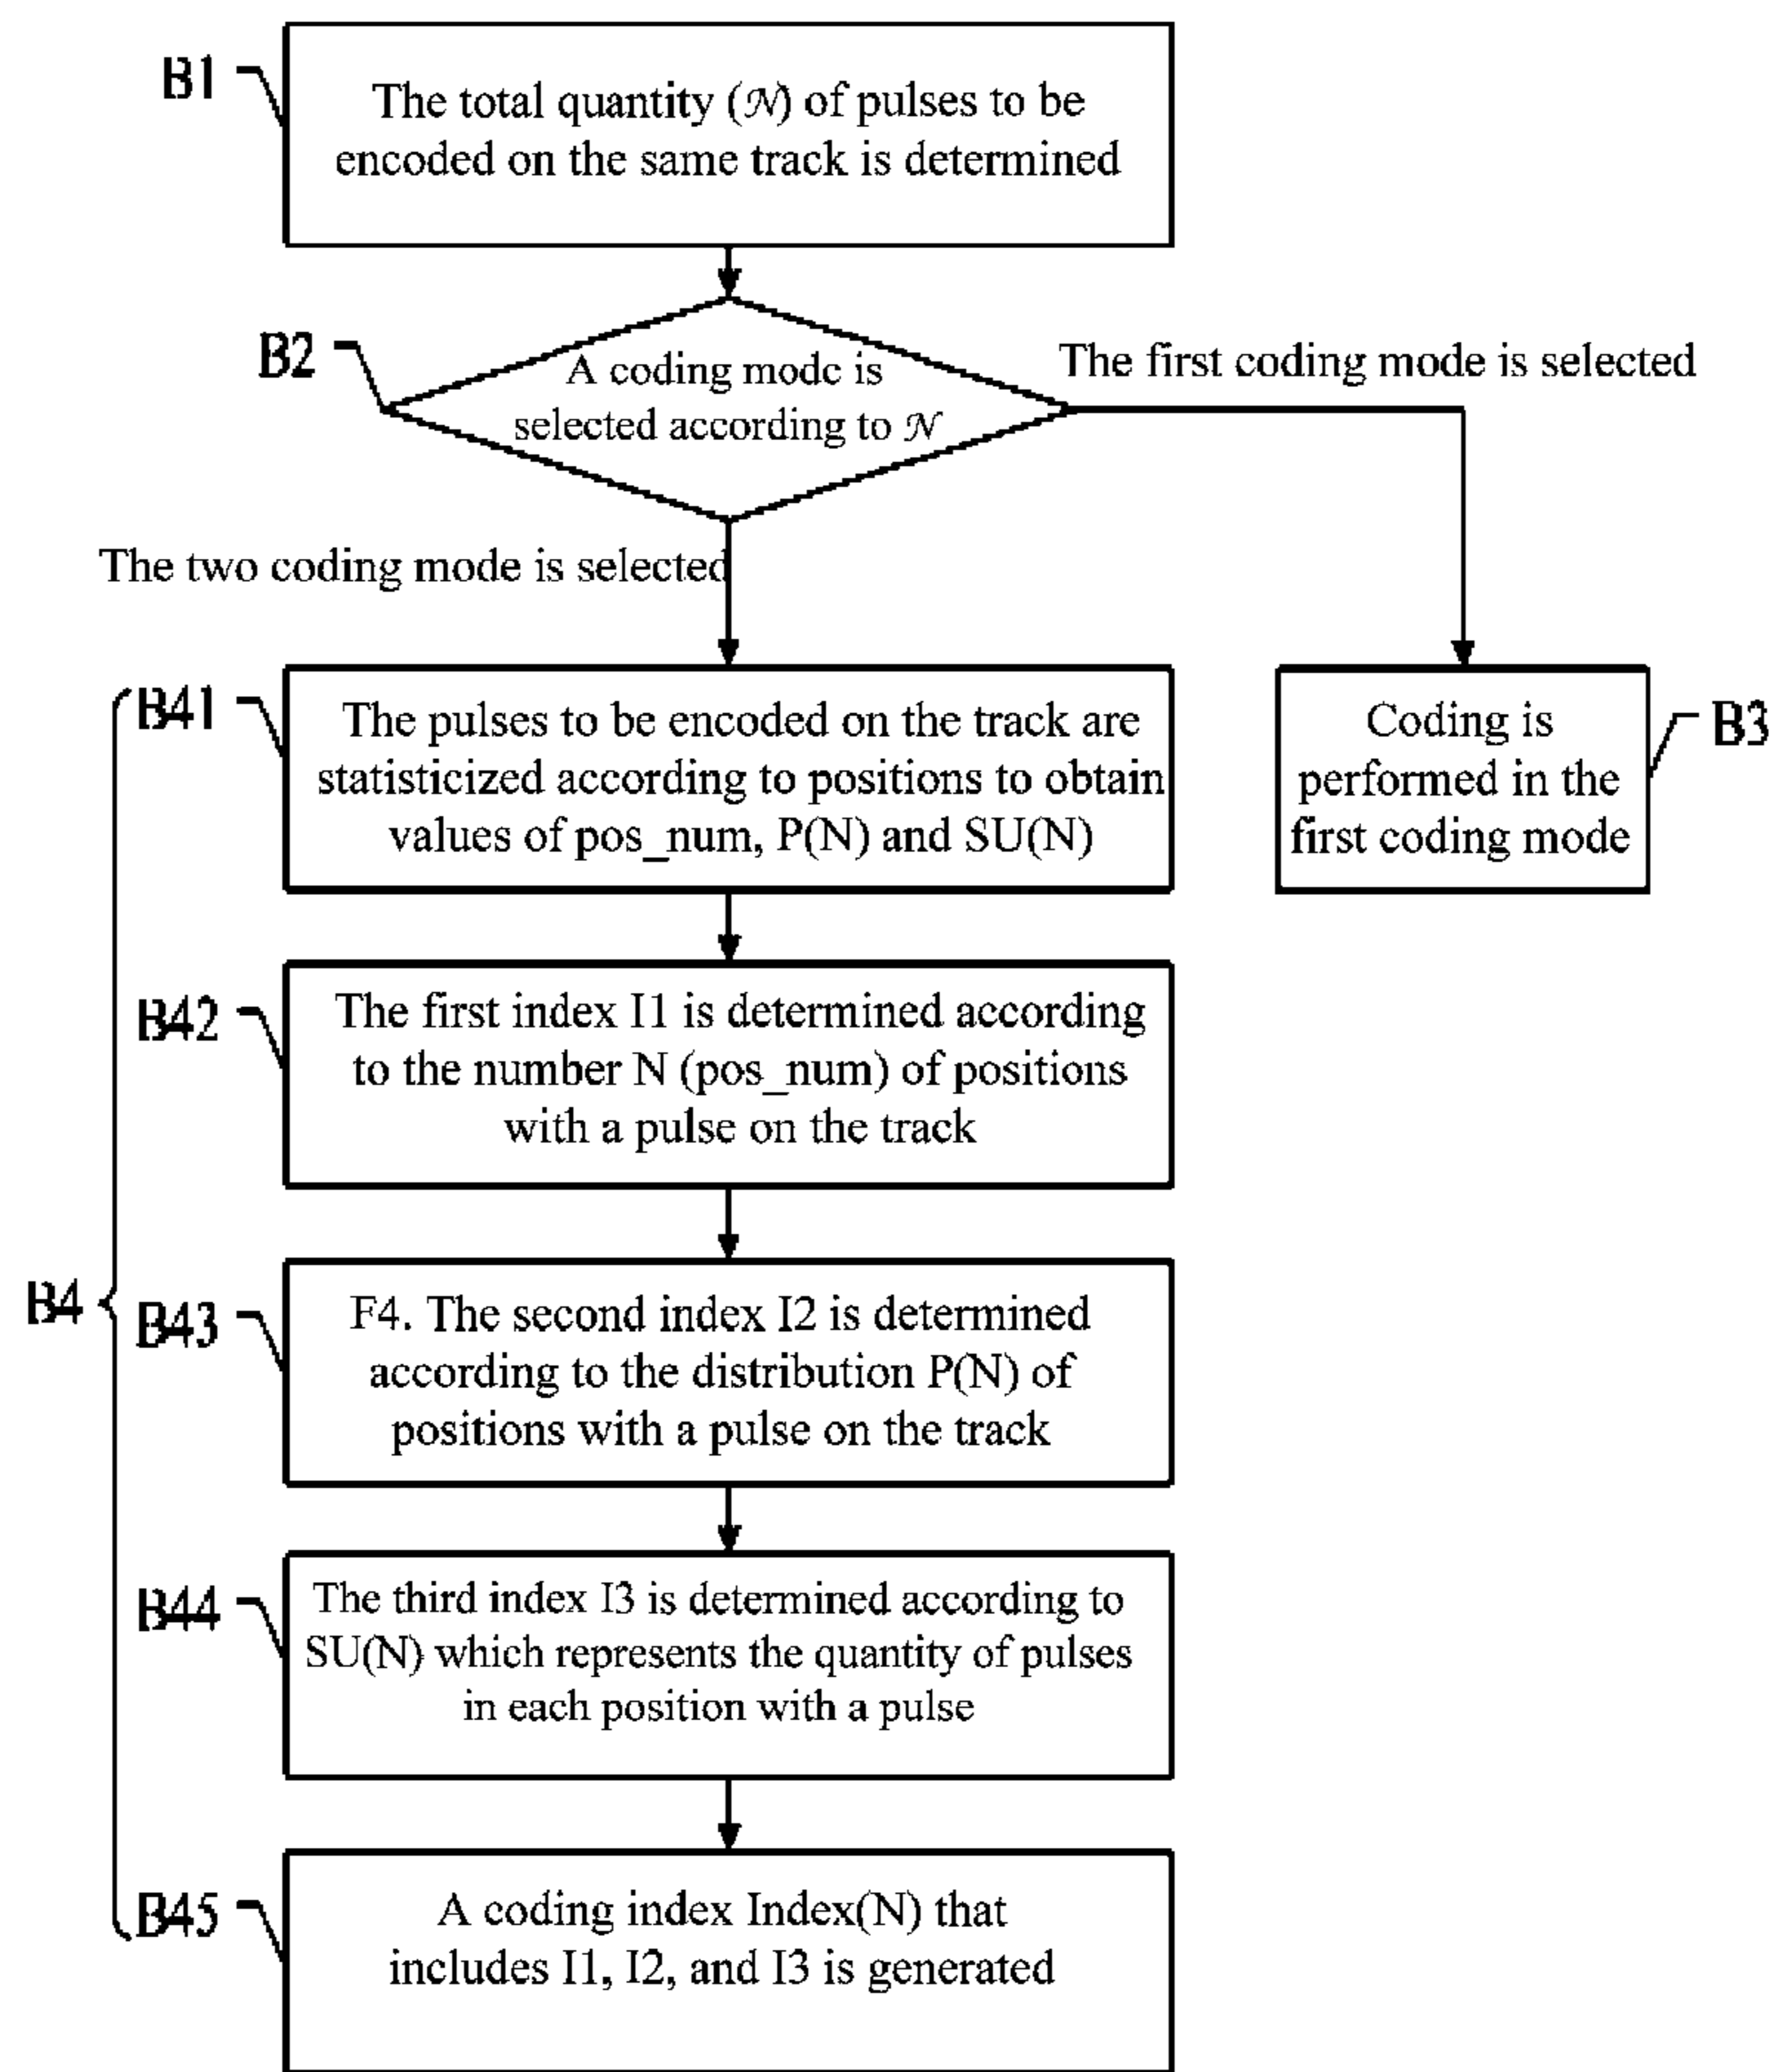 B1
The total quantity (𝒩) of pulses to be
encoded on the same track is determined
B2
A coding mode is
selected according to 𝒩
The first coding mode is selected
The two coding mode is selected
B41
The pulses to be encoded on the track are
statisticized according to positions to obtain
values of pos_num, P(N) and SU(N)
Coding is
performed in the
first coding mode
B3
B42
The first index I1 is determined according
to the number N (pos_num) of positions
with a pulse on the track
B4
B43
F4. The second index I2 is determined
according to the distribution P(N) of
positions with a pulse on the track
B44
The third index I3 is determined according to
SU(N) which represents the quantity of pulses
in each position with a pulse
B45
A coding index Index(N) that
includes I1, I2, and I3 is generated